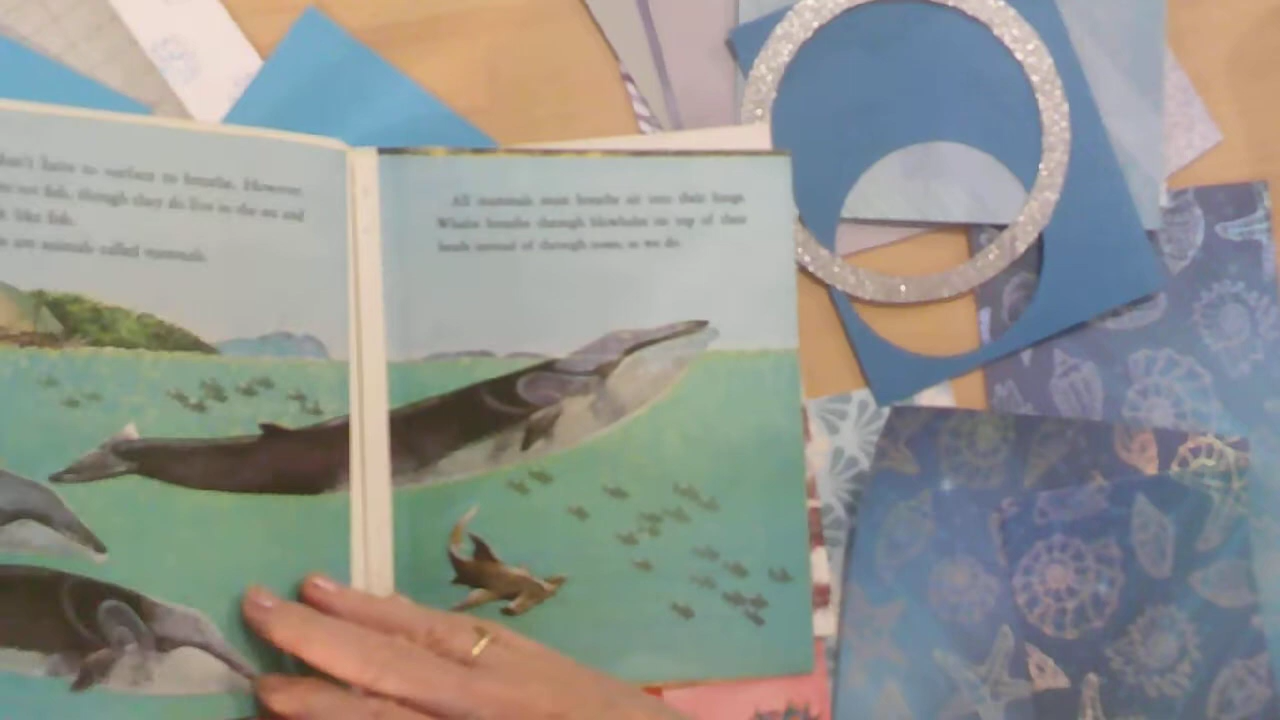 don't have to surface to breathe. However,
not fish, though they do live in the sea and
like fish.
are animals called mammals.
All mammals must breathe air into their lungs.
Whales breathe through blowholes on top of their
heads instead of through noses, as we do.